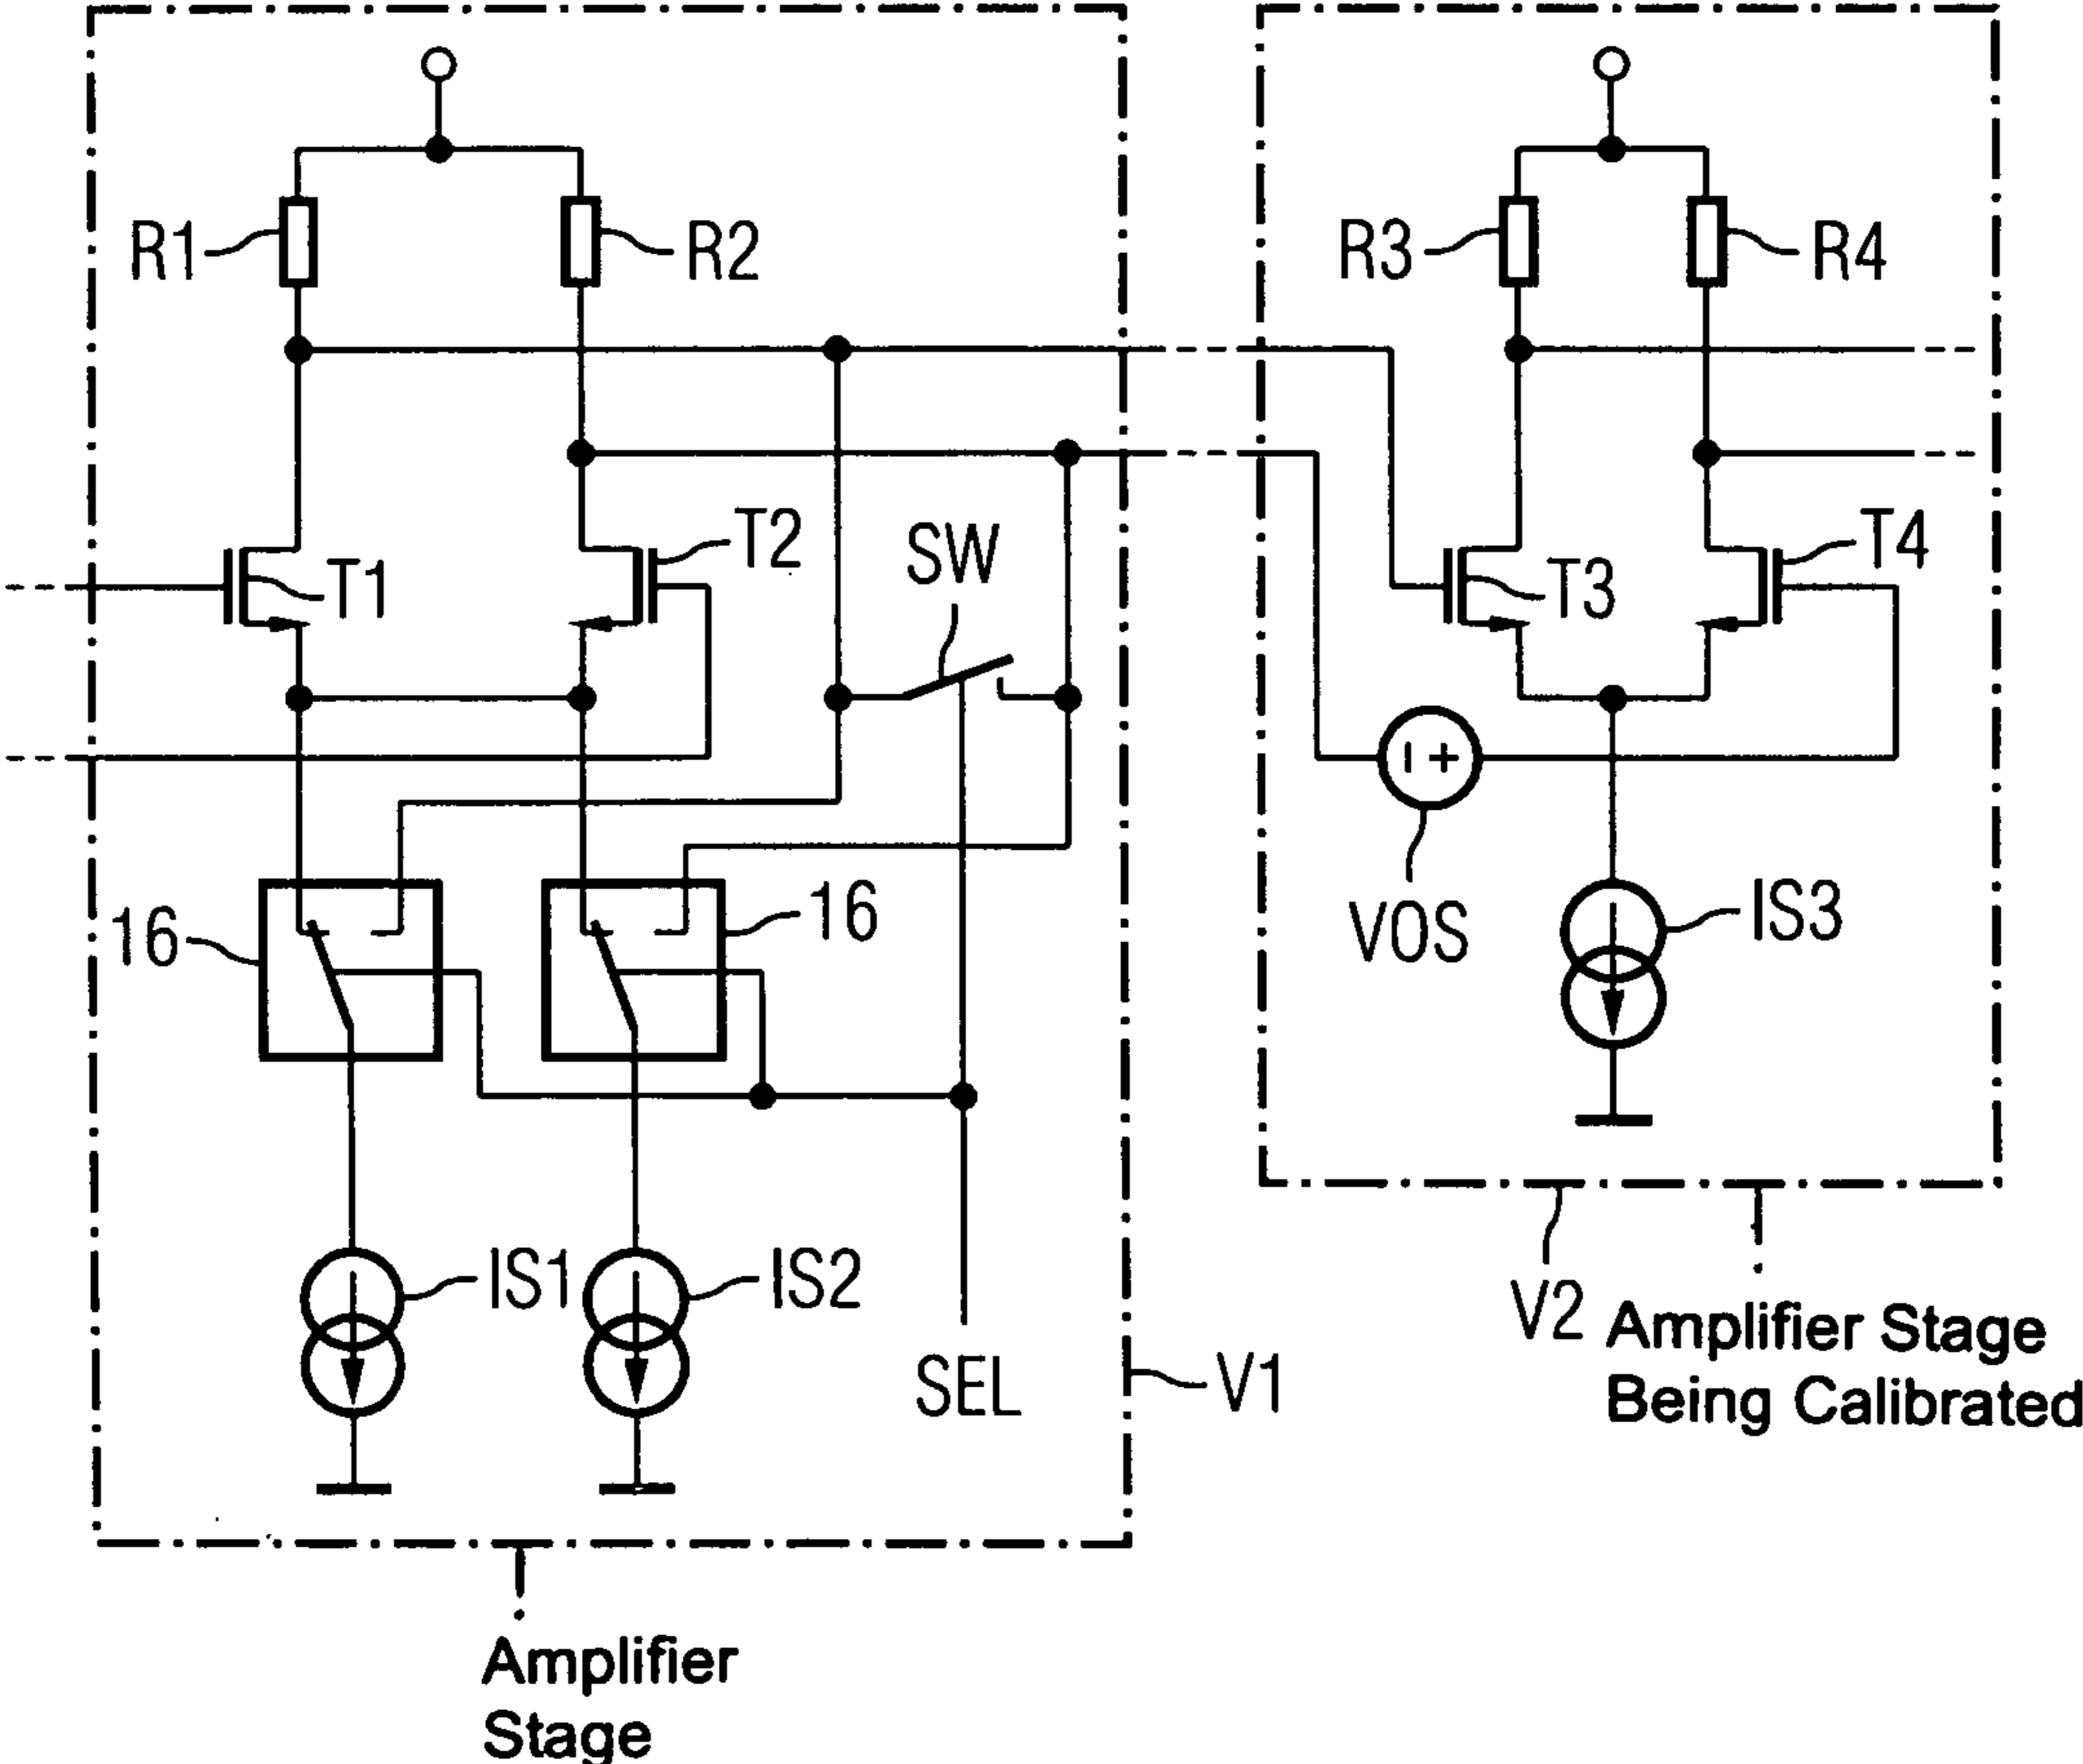 R1
R2
R3
R4
T1
T2
SW
T3
T4
16
16
VOS
IS3
IS1
IS2
SEL
V1
V2
Amplifier Stage
Being Calibrated
Amplifier
Stage